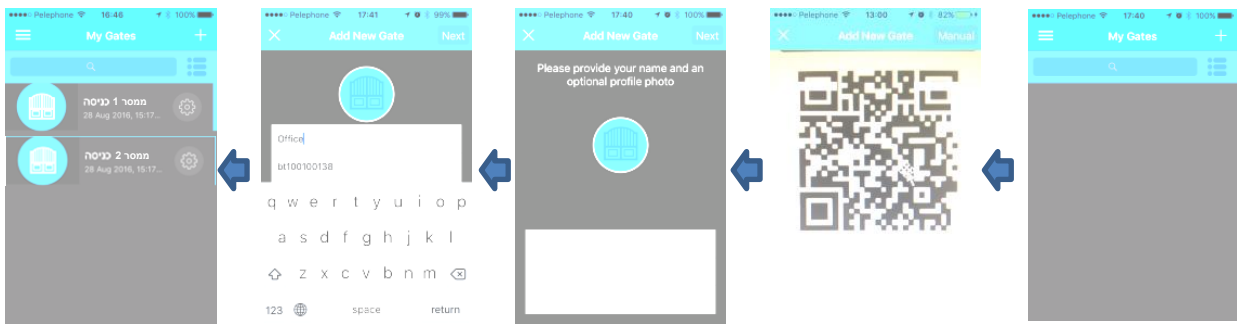 ●●●●○ Pelephone 16:46 100%
My Gates
ממסר 1 כניסה
28 Aug 2016, 15:17...
ממסר 2 כניסה
28 Aug 2016, 15:17...
●●●●○ Pelephone 17:41 99%
Add New Gate Next
Office
bt100100138
q w e r t y u i o p
a s d f g h j k l
z x c v b n m
123 space return
●●●●○ Pelephone 17:40 100%
Add New Gate Next
Please provide your name and an
optional profile photo
●●●●○ Pelephone 13:00 82%
Add New Gate Manual
●●●●○ Pelephone 17:40 100%
My Gates